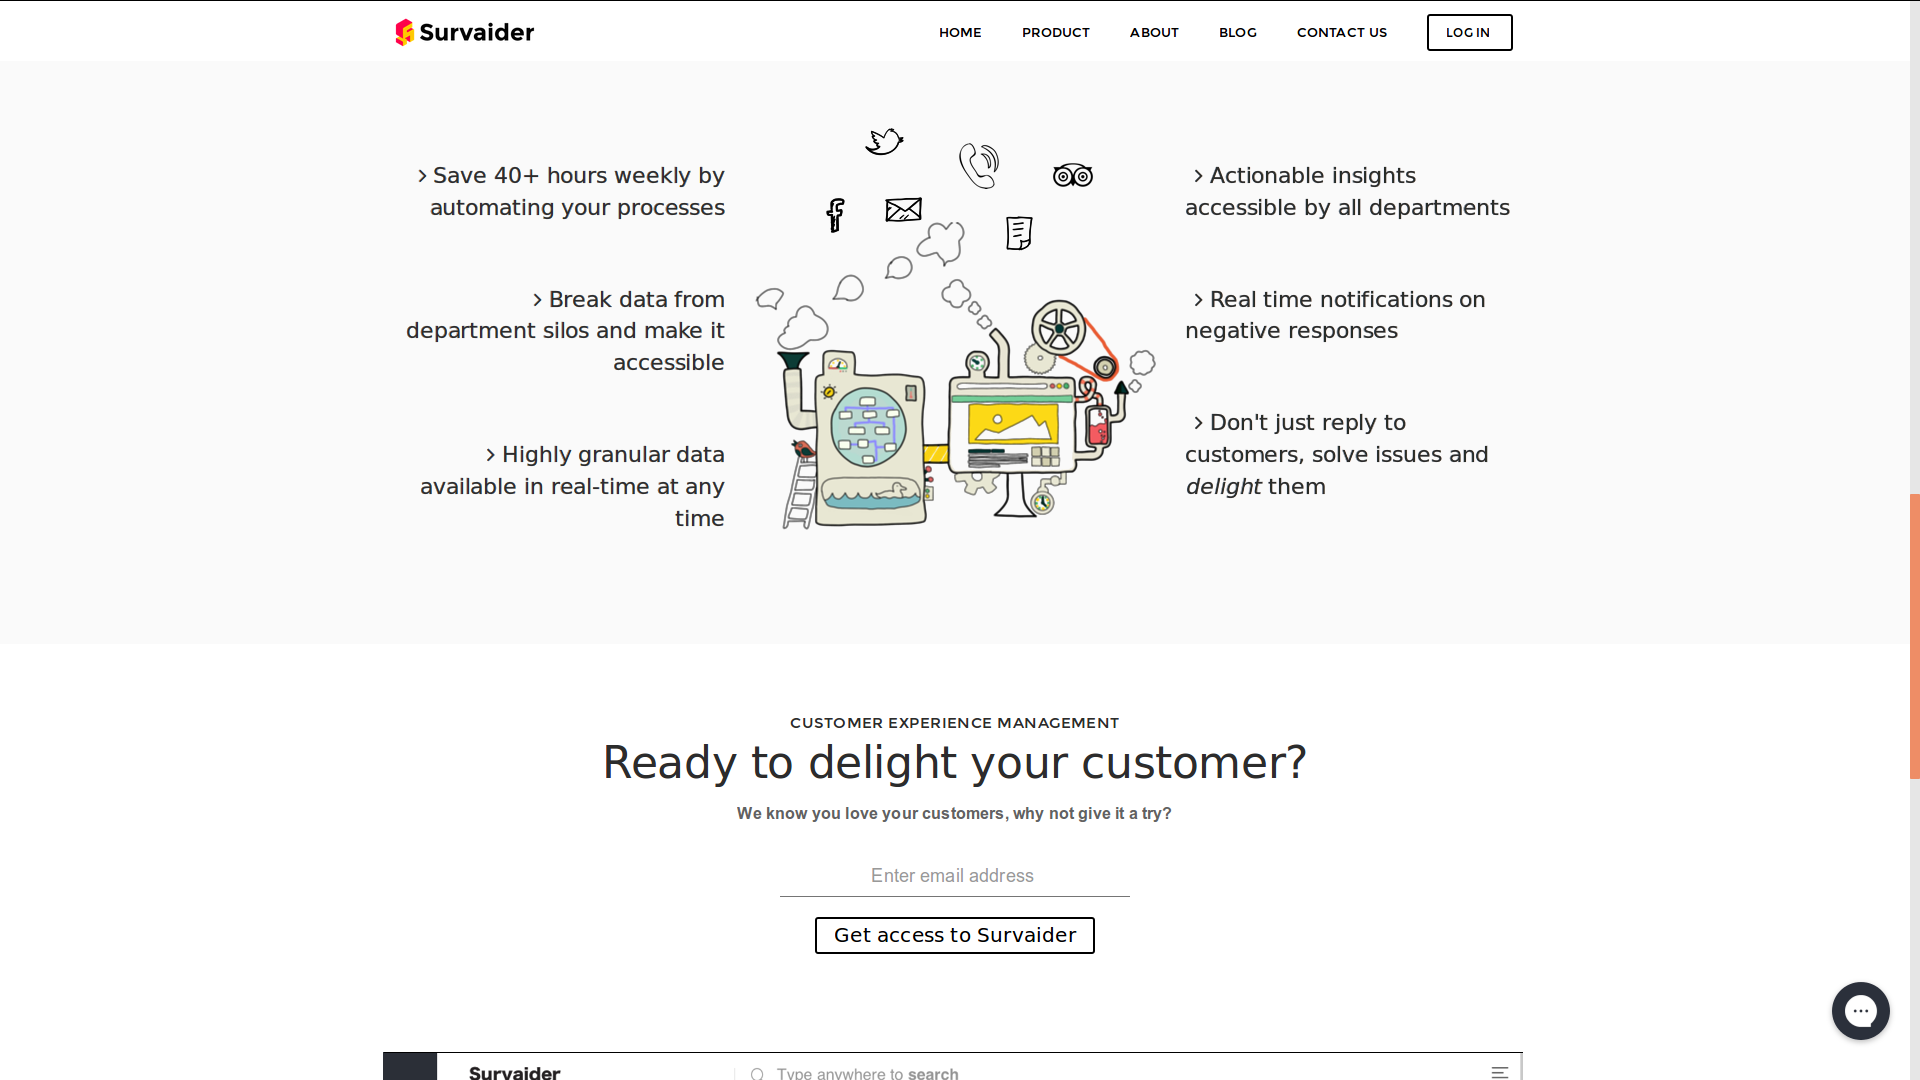 Survaider
HOME
PRODUCT
ABOUT
BLOG
CONTACT US
LOG IN
Save 40+ hours weekly by
automating your processes
Break data from
department silos and make it
accessible
Highly granular data
available in real-time at any
time
Actionable insights
accessible by all departments
Real time notifications on
negative responses
Don't just reply to
customers, solve issues and
delight them
CUSTOMER EXPERIENCE MANAGEMENT
Ready to delight your customer?
We know you love your customers, why not give it a try?
Enter email address
Get access to Survaider
Survaider
Type anywhere to search